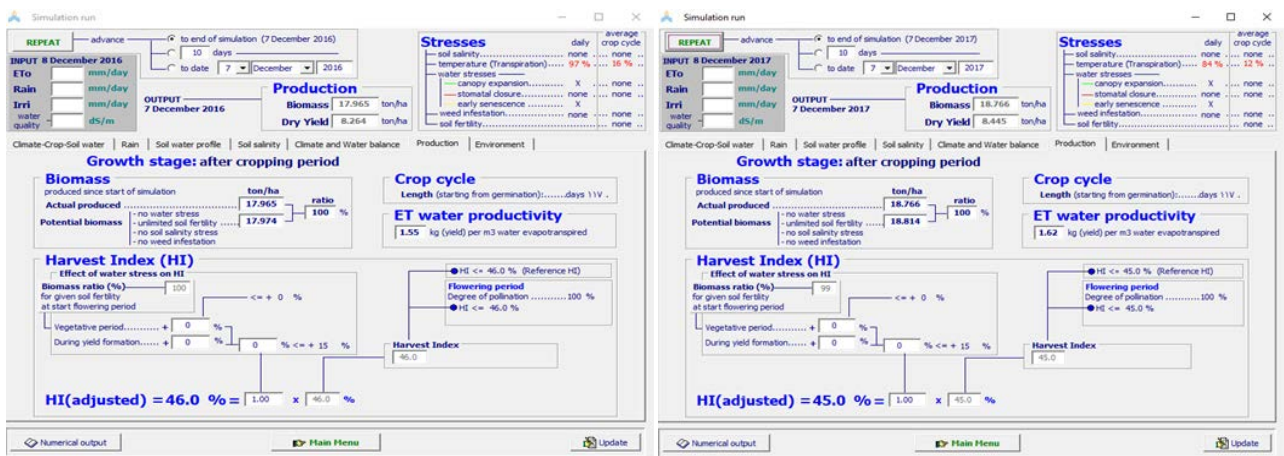 Simulation run
REPEAT
advance
to end of simulation (7 December 2016)
10 days
to date 7 December 2016
INPUT 8 December 2016
ETo mm/day
Rain mm/day
Irri mm/day
water quality dS/m
OUTPUT
7 December 2016
Production
Biomass 17.965 ton/ha
Dry Yield 8.264 ton/ha
Stresses daily average crop cycle
soil salinity none none
temperature (Transpiration) 97 % 16 %
water stresses
canopy expansion X none
stomatal closure none none
early senescence X
weed infestation none none
soil fertility none
Climate-Crop-Soil water Rain Soil water profile Soil salinity Climate and Water balance Production Environment
Growth stage: after cropping period
Biomass
produced since start of simulation ton/ha
Actual produced 17.965 ratio
100 %
Potential biomass 17.974
- no water stress
- unlimited soil fertility
- no soil salinity stress
- no weed infestation
Crop cycle
Length (starting from germination):.......days ١١٧ .
ET water productivity
1.55 kg (yield) per m3 water evapotranspired
Harvest Index (HI)
Effect of water stress on HI
Biomass ratio (%) 100
for given soil fertility
at start flowering period
<= + 0 %
Vegetative period + 0 %
During yield formation + 0 %
0 % <= + 15 %
HI <= 46.0 % (Reference HI)
Flowering period
Degree of pollination 100 %
HI <= 46.0 %
Harvest Index
46.0
HI(adjusted) = 46.0 % = 1.00 x 46.0 %
Numerical output
Main Menu
Update
Simulation run
REPEAT
advance
to end of simulation (7 December 2017)
10 days
to date 7 December 2017
INPUT 8 December 2017
ETo mm/day
Rain mm/day
Irri mm/day
water quality dS/m
OUTPUT
7 December 2017
Production
Biomass 18.766 ton/ha
Dry Yield 8.445 ton/ha
Stresses daily average crop cycle
soil salinity none none
temperature (Transpiration) 84 % 12 %
water stresses
canopy expansion X none
stomatal closure none none
early senescence X
weed infestation none none
soil fertility none
Climate-Crop-Soil water Rain Soil water profile Soil salinity Climate and Water balance Production Environment
Growth stage: after cropping period
Biomass
produced since start of simulation ton/ha
Actual produced 18.766 ratio
100 %
Potential biomass 18.814
- no water stress
- unlimited soil fertility
- no soil salinity stress
- no weed infestation
Crop cycle
Length (starting from germination):.......days ١١٧ .
ET water productivity
1.62 kg (yield) per m3 water evapotranspired
Harvest Index (HI)
Effect of water stress on HI
Biomass ratio (%) 99
for given soil fertility
at start flowering period
<= + 0 %
Vegetative period + 0 %
During yield formation + 0 %
0 % <= + 15 %
HI <= 45.0 % (Reference HI)
Flowering period
Degree of pollination 100 %
HI <= 45.0 %
Harvest Index
45.0
HI(adjusted) = 45.0 % = 1.00 x 45.0 %
Numerical output
Main Menu
Update